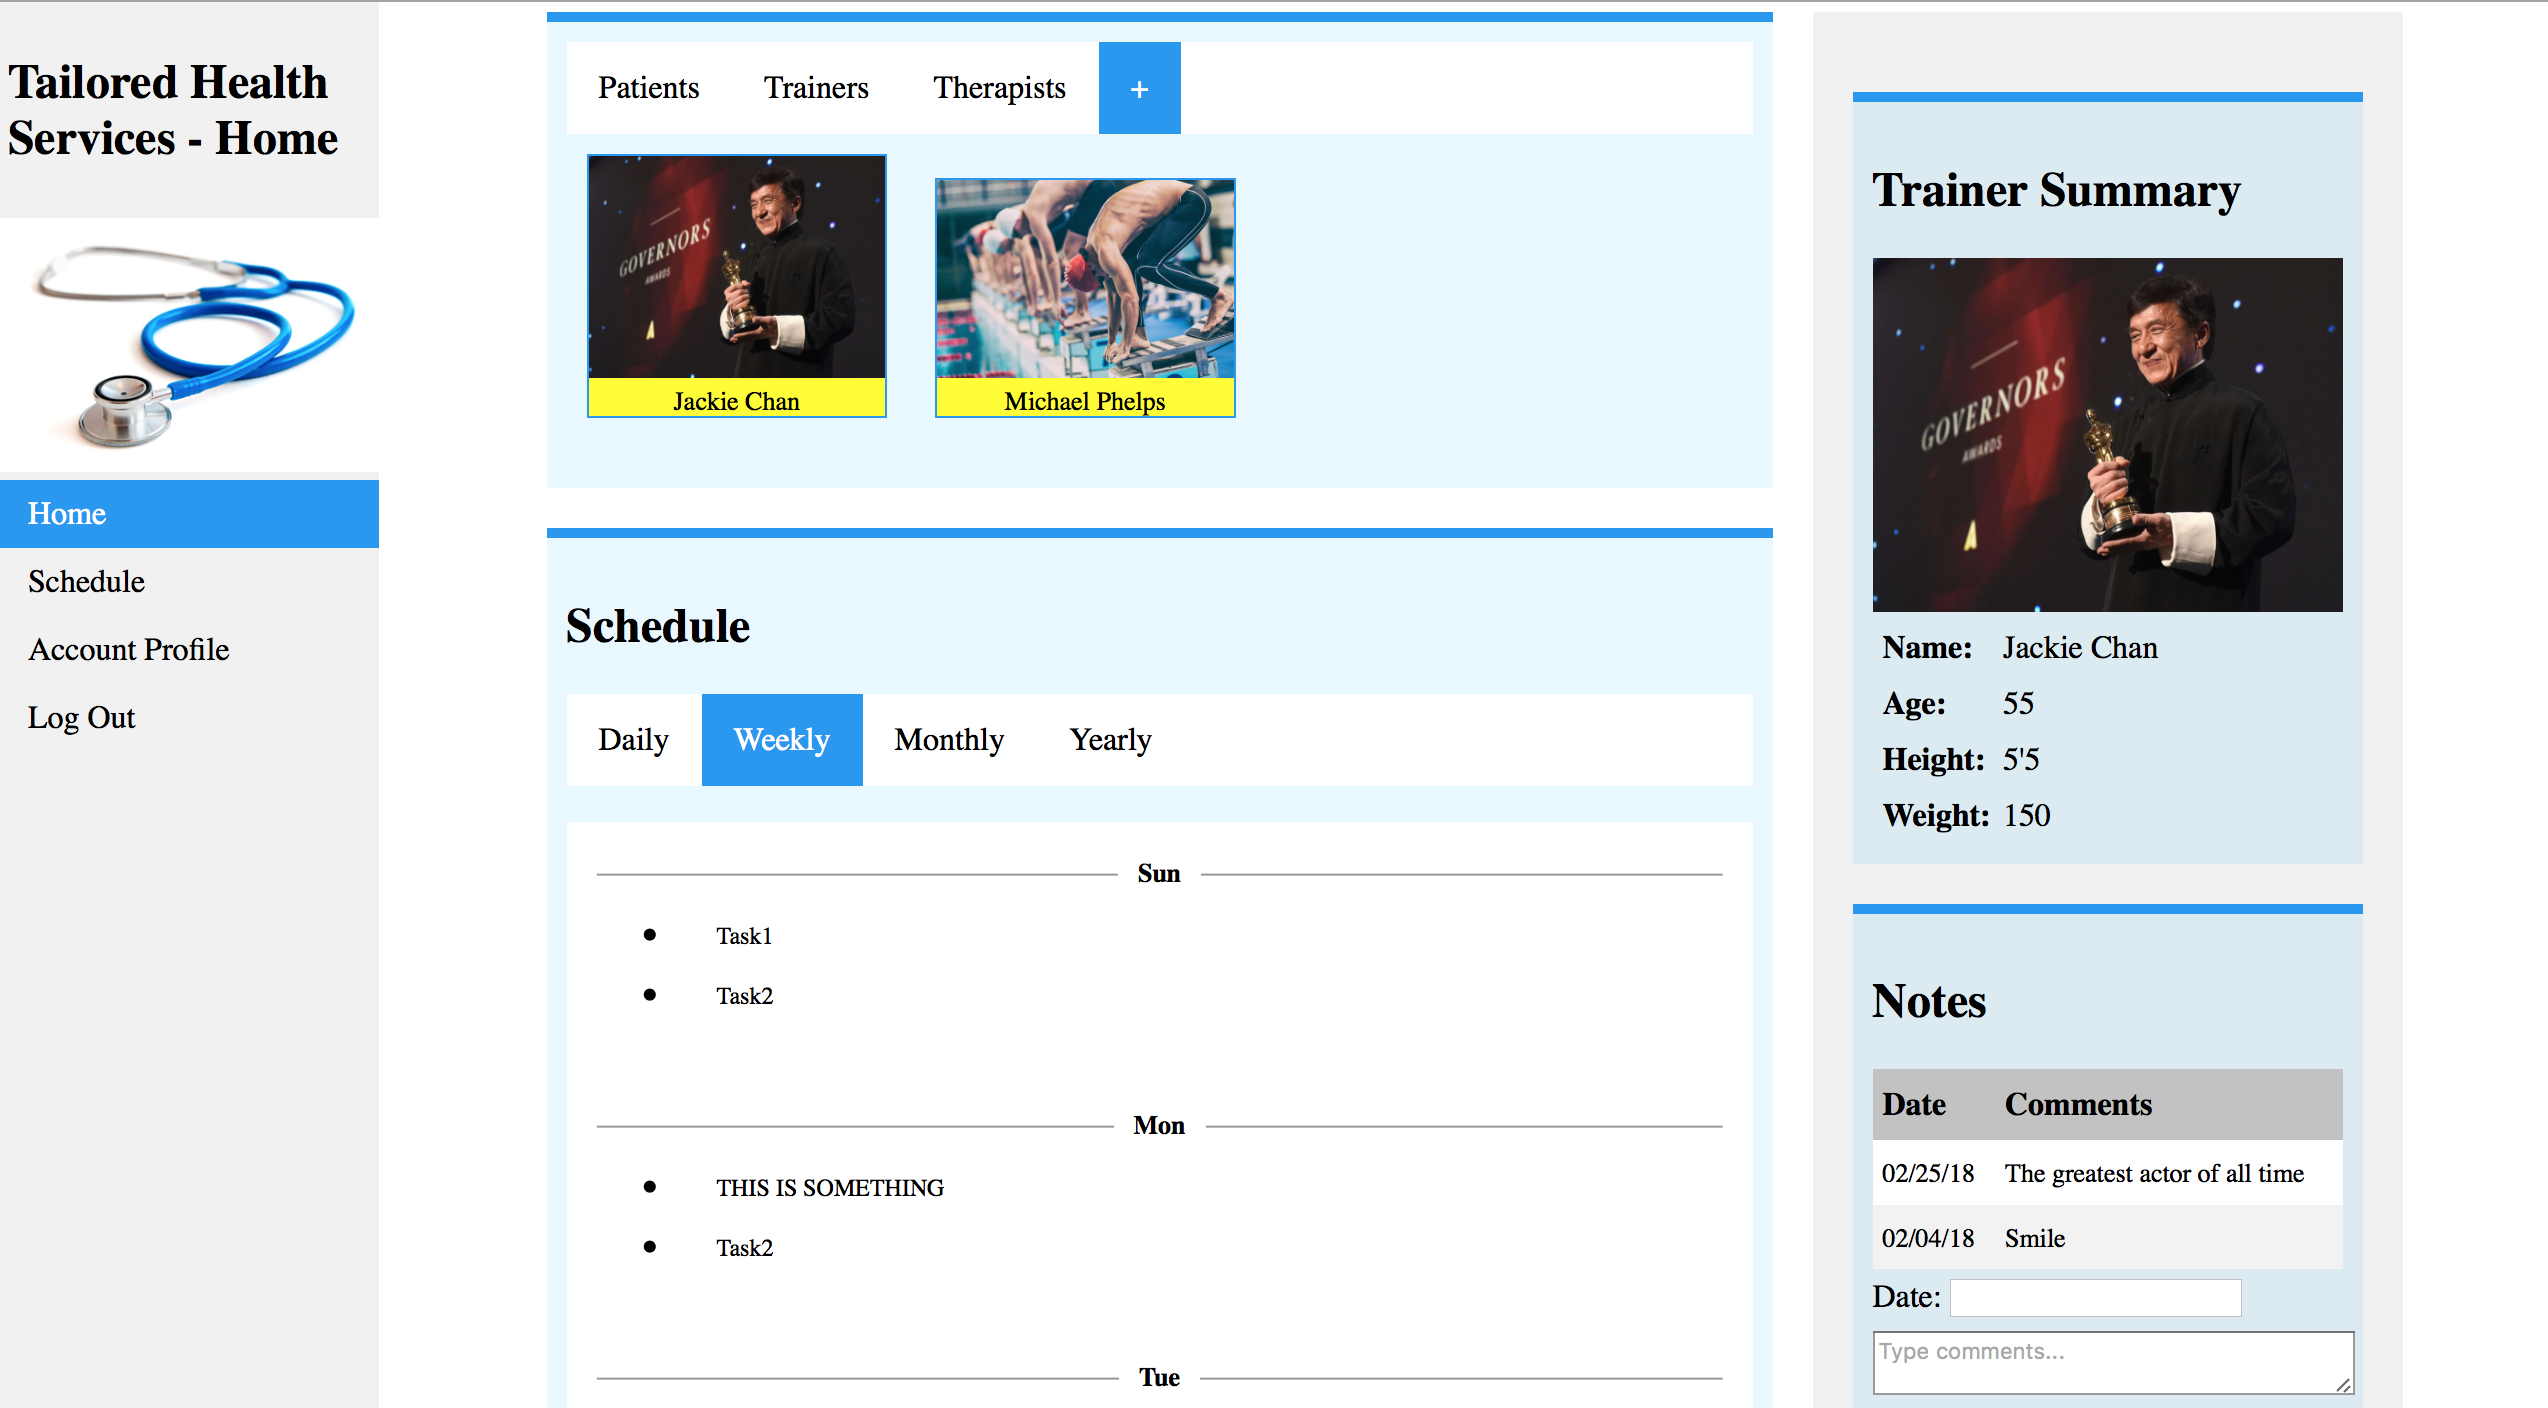 Tailored Health
Services - Home
Home
Schedule
Account Profile
Log Out
Patients Trainers Therapists +
GOVERNORS
AWARDS
Jackie Chan Michael Phelps
Schedule
Daily Weekly Monthly Yearly
Sun
Task1
Task2
Mon
THIS IS SOMETHING
Task2
Tue
Trainer Summary
GOVERNORS
AWARDS
Name: Jackie Chan
Age: 55
Height: 5'5
Weight: 150
Notes
Date Comments
02/25/18 The greatest actor of all time
02/04/18 Smile
Date:
Type comments...